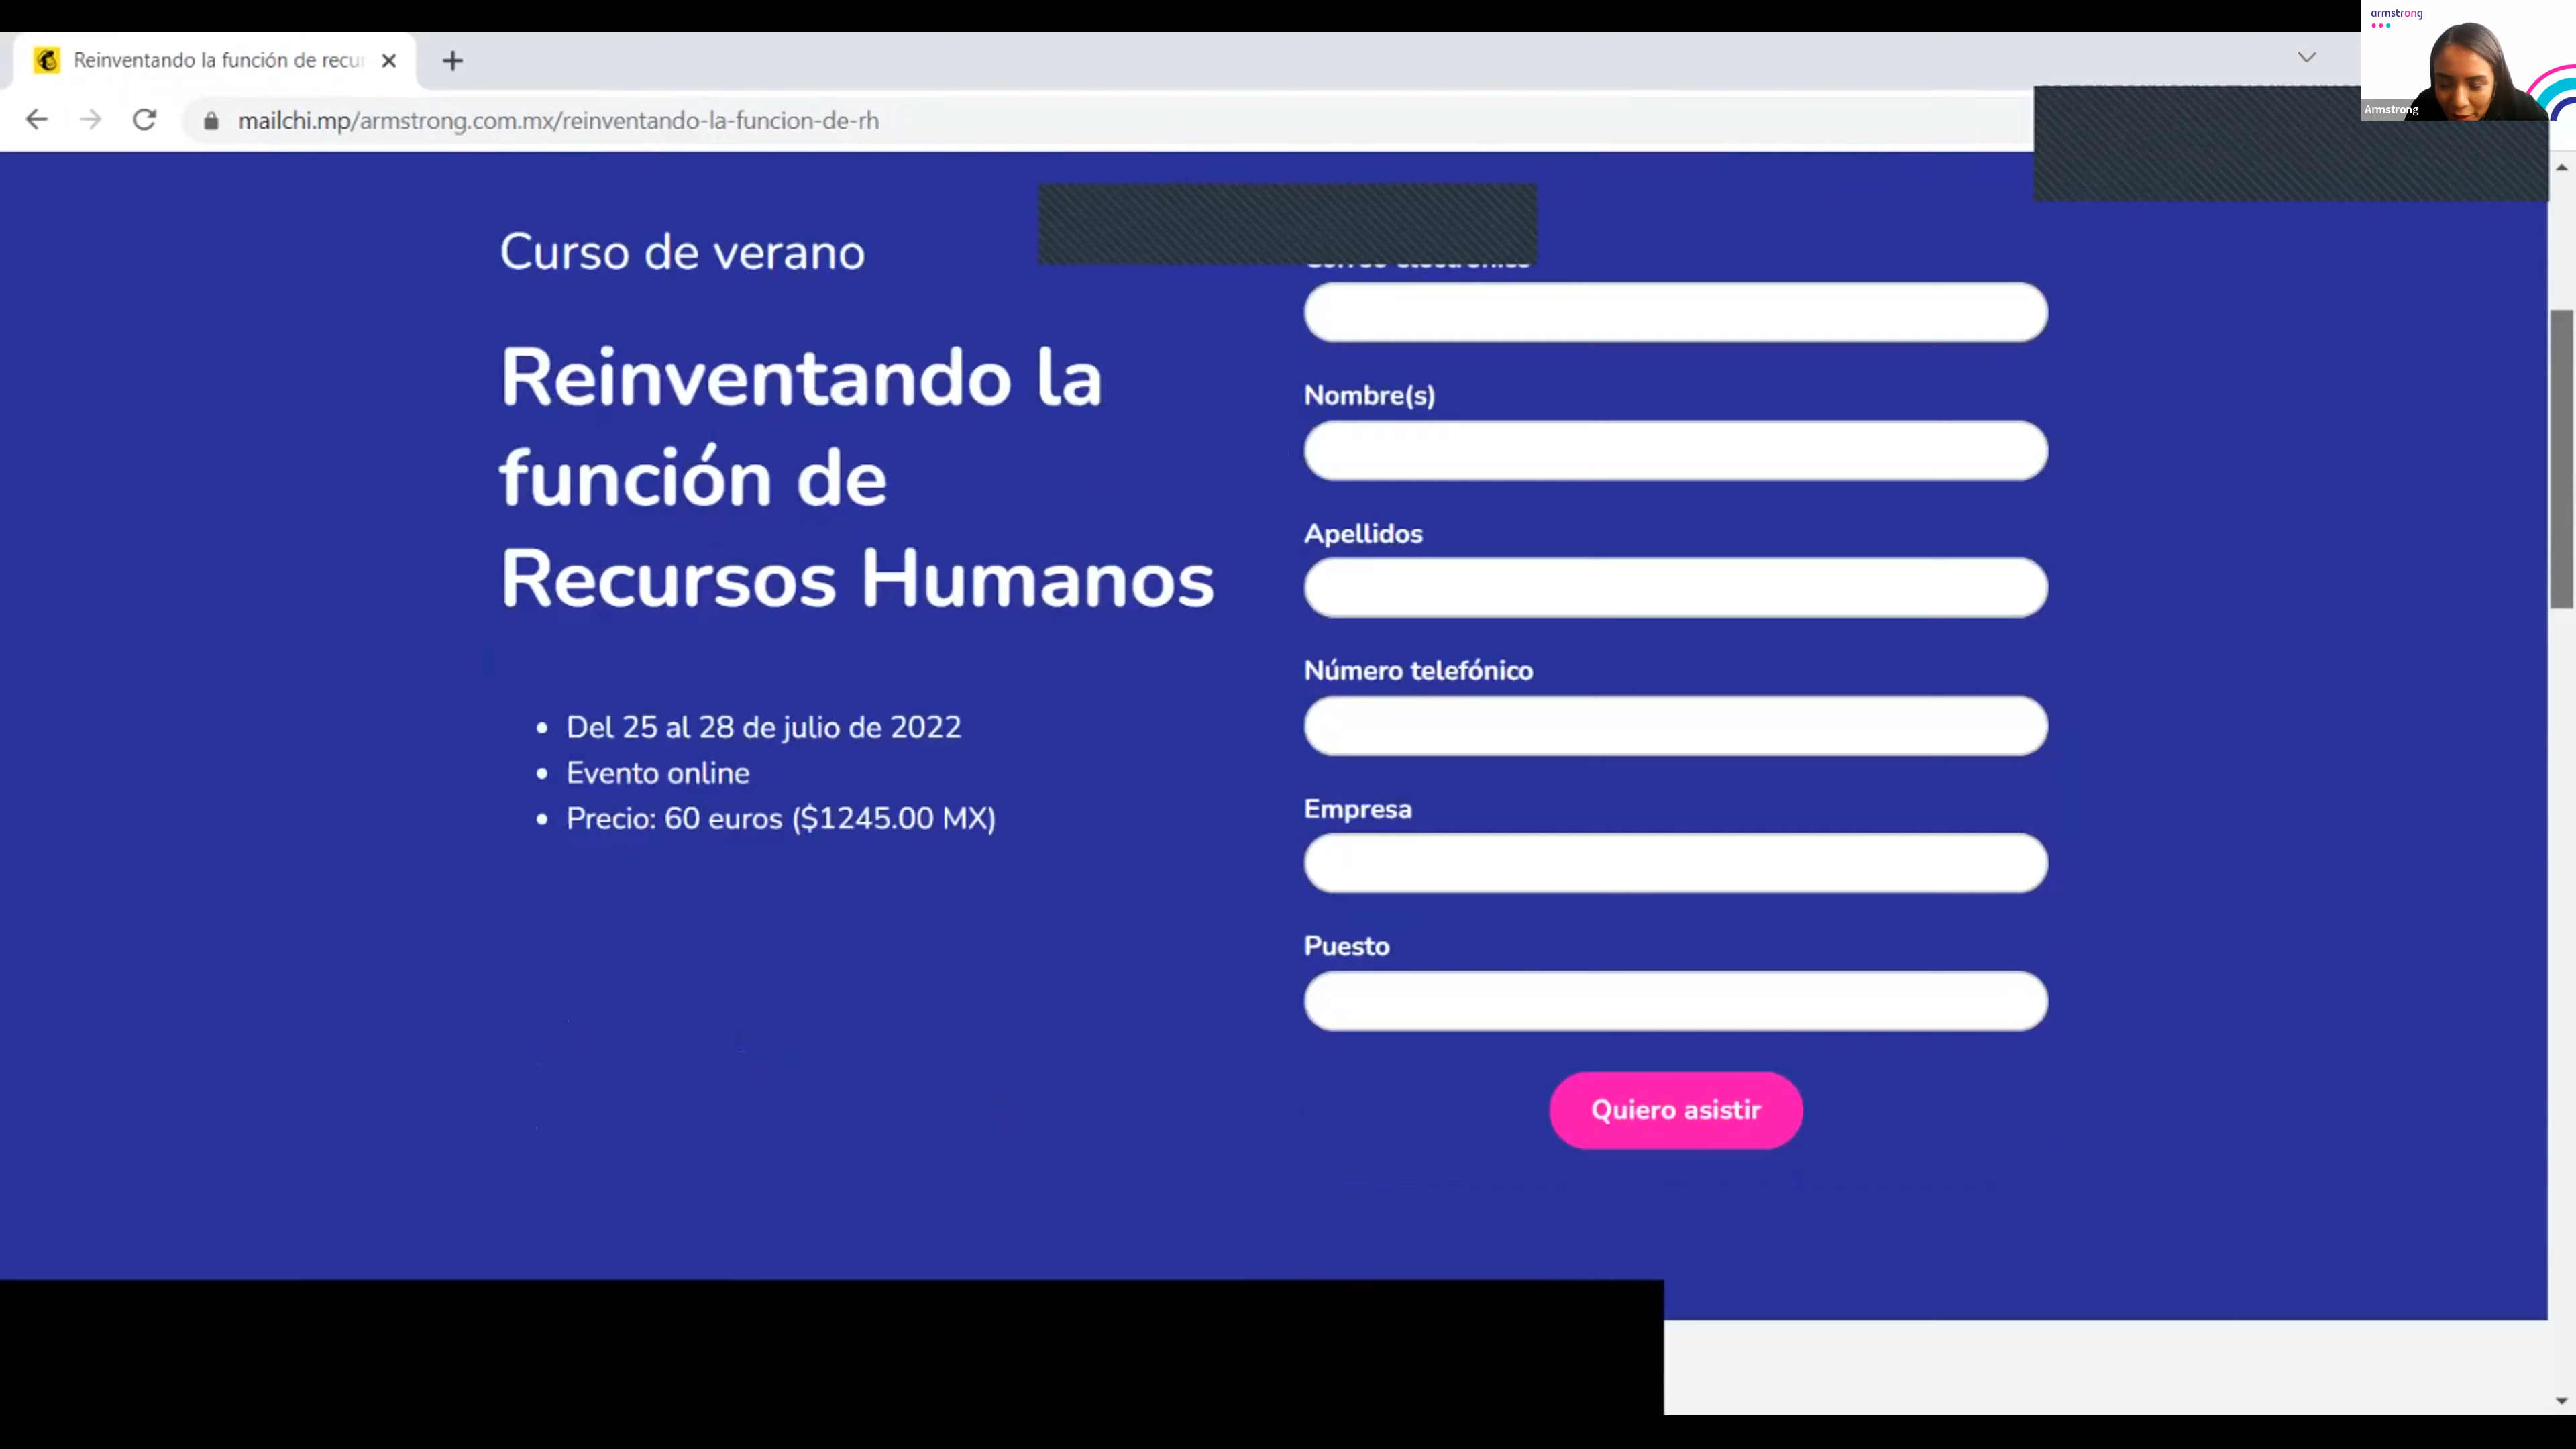 Reinventando la función de recur
mailchi.mp/armstrong.com.mx/reinventando-la-funcion-de-rh
armstrong
Armstrong
Curso de verano
Reinventando la
función de
Recursos Humanos
Del 25 al 28 de julio de 2022
Evento online
Precio: 60 euros ($1245.00 MX)
Nombre(s)
Apellidos
Número telefónico
Empresa
Puesto
Quiero asistir